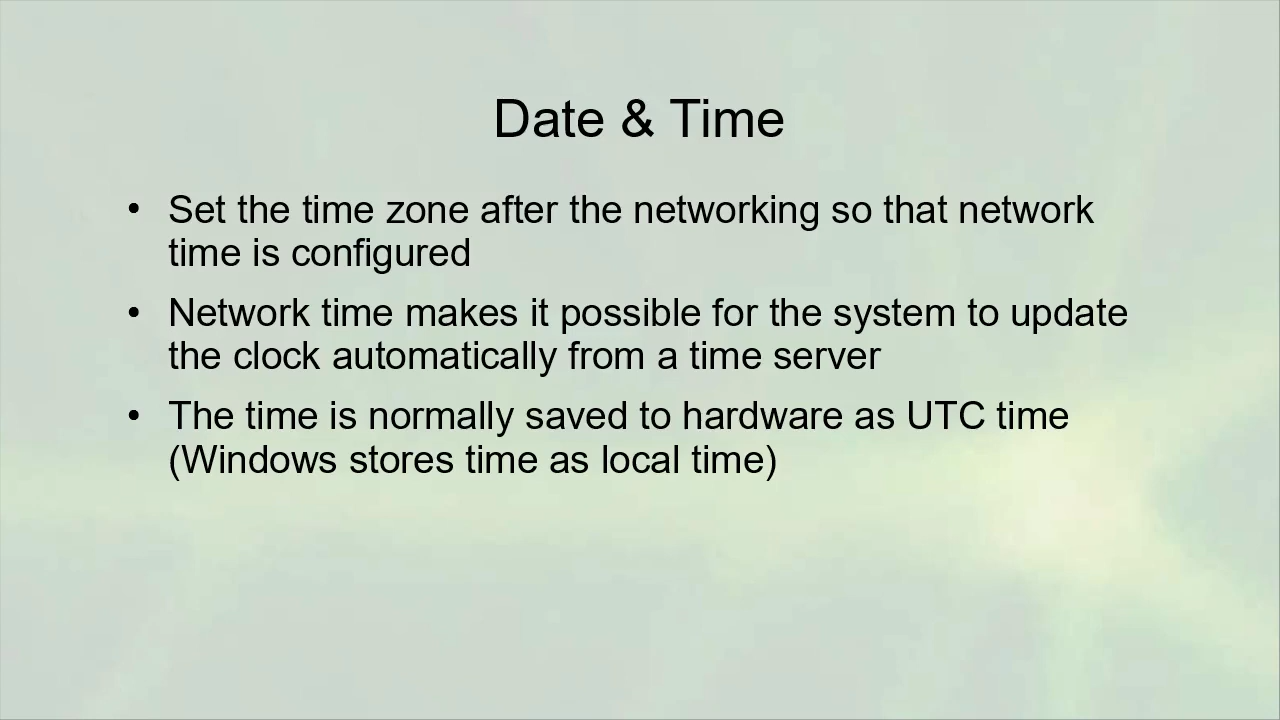 Date & Time
• Set the time zone after the networking so that network
time is configured
• Network time makes it possible for the system to update
the clock automatically from a time server
• The time is normally saved to hardware as UTC time
(Windows stores time as local time)